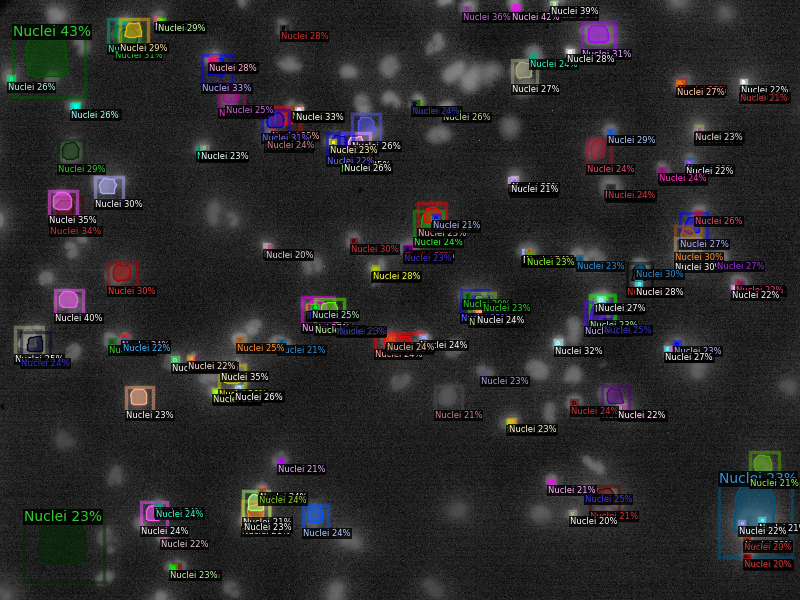 Nuclei 39%
Nuclei 36%
Nuclei 42%
Nuclei 43%
Nuclei 29%
Nuclei 28%
Nuclei 29%
Nuclei 31%
Nuclei 31%
Nuclei 28%
Nuclei 24%
Nuclei 28%
Nuclei 26%
Nuclei 33%
Nuclei 27%
Nuclei 27%
Nuclei 22%
Nuclei 21%
Nuclei 26%
Nuclei 25%
Nuclei 33%
Nuclei 24%
Nuclei 26%
Nuclei 31%
Nuclei 24%
Nuclei 26%
Nuclei 29%
Nuclei 23%
Nuclei 23%
Nuclei 23%
Nuclei 22%
Nuclei 26%
Nuclei 29%
Nuclei 24%
Nuclei 22%
Nuclei 24%
Nuclei 30%
Nuclei 21%
Nuclei 24%
Nuclei 35%
Nuclei 34%
Nuclei 21%
Nuclei 26%
Nuclei 24%
Nuclei 27%
Nuclei 20%
Nuclei 30%
Nuclei 23%
Nuclei 28%
Nuclei 23%
Nuclei 23%
Nuclei 30%
Nuclei 30%
Nuclei 27%
Nuclei 30%
Nuclei 28%
Nuclei 22%
Nuclei 40%
Nuclei 25%
Nuclei 23%
Nuclei 23%
Nuclei 24%
Nuclei 27%
Nuclei 25%
Nuclei 22%
Nuclei 25%
Nuclei 21%
Nuclei 24%
Nuclei 32%
Nuclei 23%
Nuclei 27%
Nuclei 24%
Nuclei 22%
Nuclei 35%
Nuclei 23%
Nuclei 26%
Nuclei 23%
Nuclei 21%
Nuclei 23%
Nuclei 24%
Nuclei 22%
Nuclei 21%
Nuclei 21%
Nuclei 23%
Nuclei 21%
Nuclei 25%
Nuclei 24%
Nuclei 24%
Nuclei 23%
Nuclei 24%
Nuclei 22%
Nuclei 23%
Nuclei 24%
Nuclei 20%
Nuclei 21%
Nuclei 22%
Nuclei 20%
Nuclei 20%
Nuclei 23%